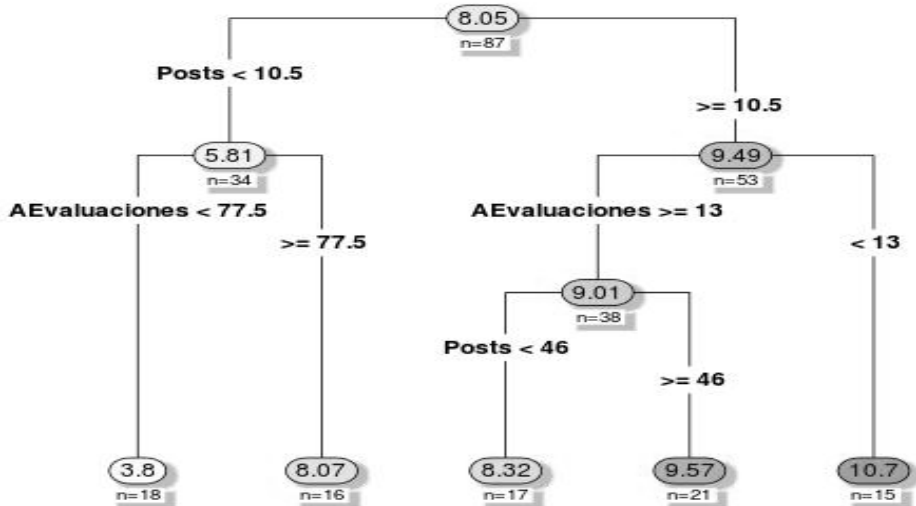 8.05
n=87
Posts < 10.5
>= 10.5
5.81
n=34
9.49
n=53
AEvaluaciones < 77.5
>= 77.5
AEvaluaciones >= 13
< 13
9.01
n=38
Posts < 46
>= 46
3.8
n=18
8.07
n=16
8.32
n=17
9.57
n=21
10.7
n=15